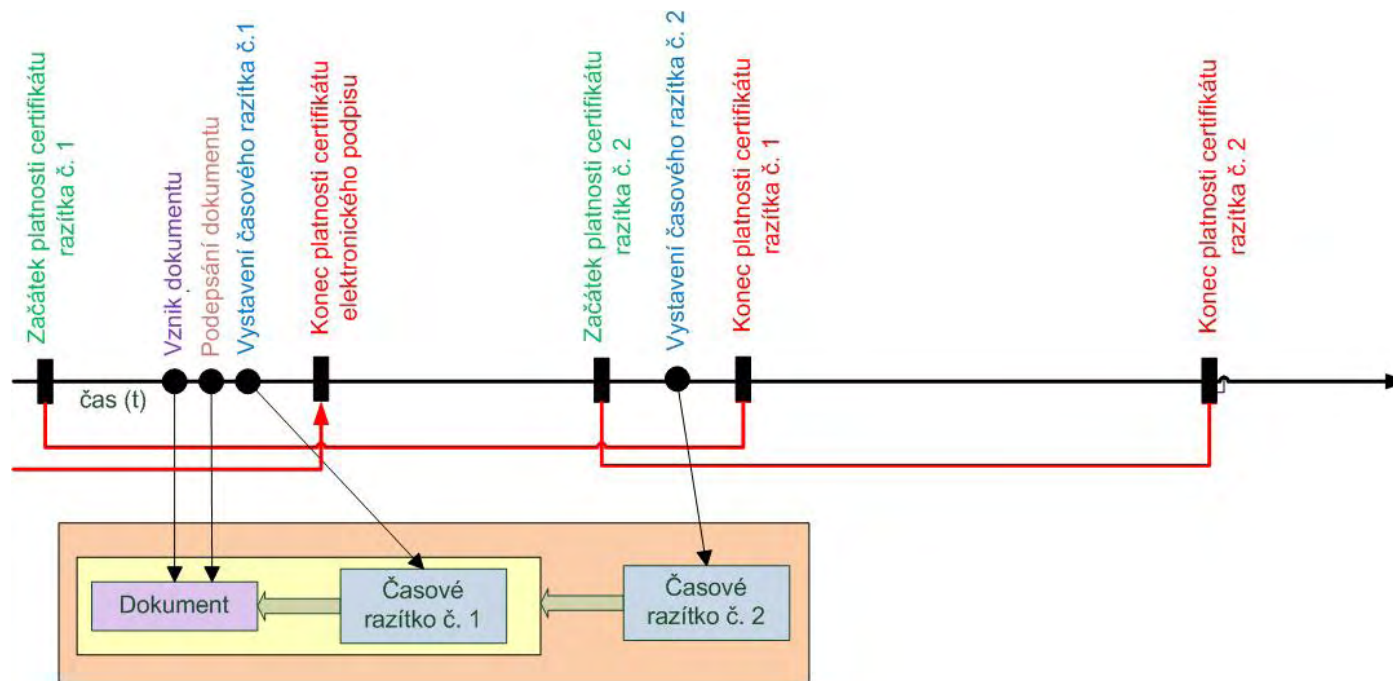 Začátek platnosti certifikátu
razítka č. 1
Vznik dokumentu
Podepsání dokumentu
Vystavení časového razítka č.1
Konec platnosti certifikátu
elektronického podpisu
Začátek platnosti certifikátu
razítka č. 2
Vystavení časového razítka č. 2
Konec platnosti certifikátu
razítka č. 1
Konec platnosti certifikátu
razítka č. 2
čas (t)
Dokument
Časové
razítko č. 1
Časové
razítko č. 2